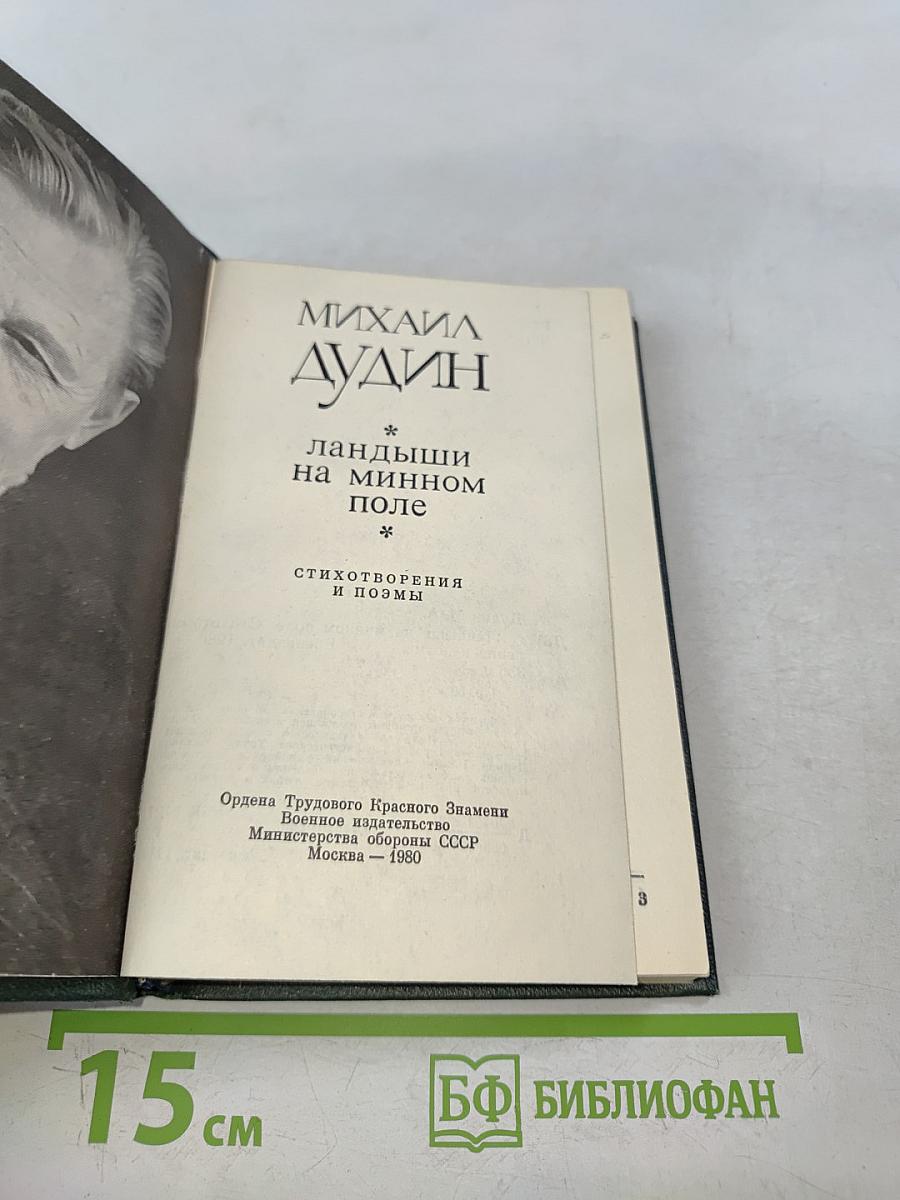 МИХАИЛ
ДУДИН
*
ландыши
на минном
поле
*
СТИХОТВОРЕНИЯ
И ПОЭМЫ
Ордена Трудового Красного Знамени
Военное издательство
Министерства обороны СССР
Москва — 1980
3
15 см
БФ БИБЛИОФАН